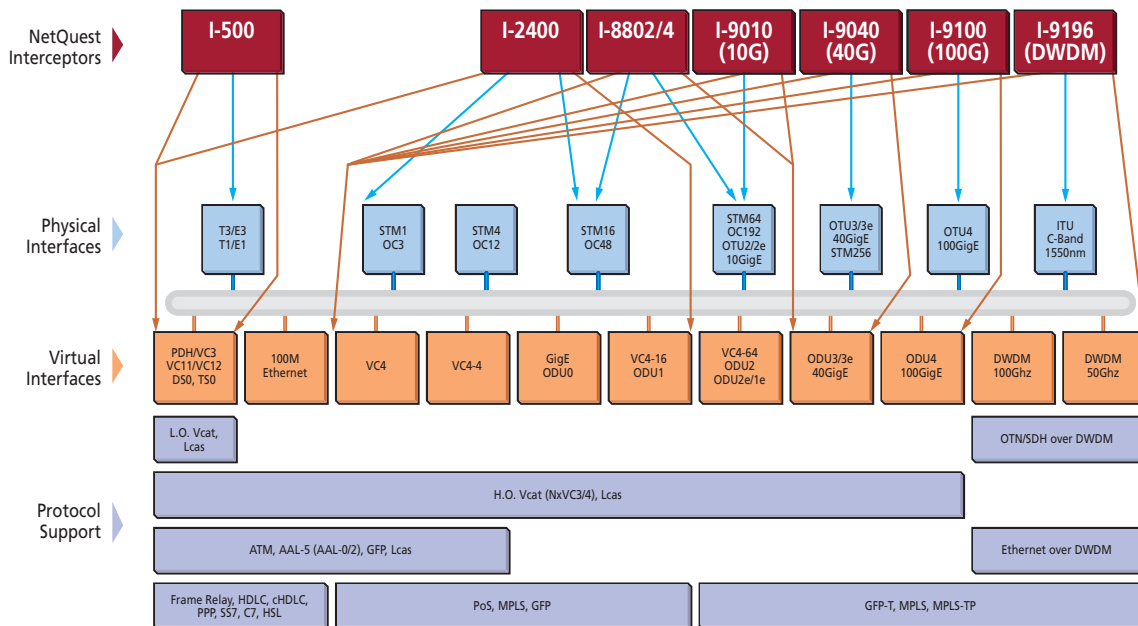 NetQuest
Interceptors
I-500
I-2400
I-8802/4
I-9010
(10G)
I-9040
(40G)
I-9100
(100G)
I-9196
(DWDM)
Physical
Interfaces
T3/E3
T1/E1
STM1
OC3
STM4
OC12
STM16
OC48
STM64
OC192
OTU2/2e
10GigE
OTU3/3e
40GigE
STM256
OTU4
100GigE
ITU
C-Band
1550nm
Virtual
Interfaces
PDH/VC3
VC11/VC12
DS0, TS0
100M
Ethernet
VC4
VC4-4
GigE
ODU0
VC4-16
ODU1
VC4-64
ODU2
ODU2e/1e
ODU3/3e
40GigE
ODU4
100GigE
DWDM
100Ghz
DWDM
50Ghz
Protocol
Support
L.O. Vcat,
Lcas
OTN/SDH over DWDM
H.O. Vcat (NxVC3/4), Lcas
ATM, AAL-5 (AAL-0/2), GFP, Lcas
Ethernet over DWDM
Frame Relay, HDLC, cHDLC,
PPP, SS7, C7, HSL
PoS, MPLS, GFP
GFP-T, MPLS, MPLS-TP